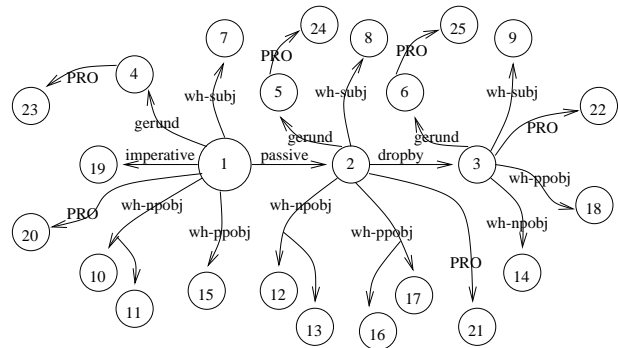 24
25
7
8
9
PRO
PRO
4
PRO
wh-subj
wh-subj
wh-subj
23
5
6
22
gerund
gerund
gerund
PRO
19
imperative
1
passive
2
dropby
3
wh-ppobj
18
PRO
wh-npobj
wh-npobj
wh-npobj
20
wh-ppobj
wh-ppobj
10
PRO
14
11
15
12
17
13
16
21